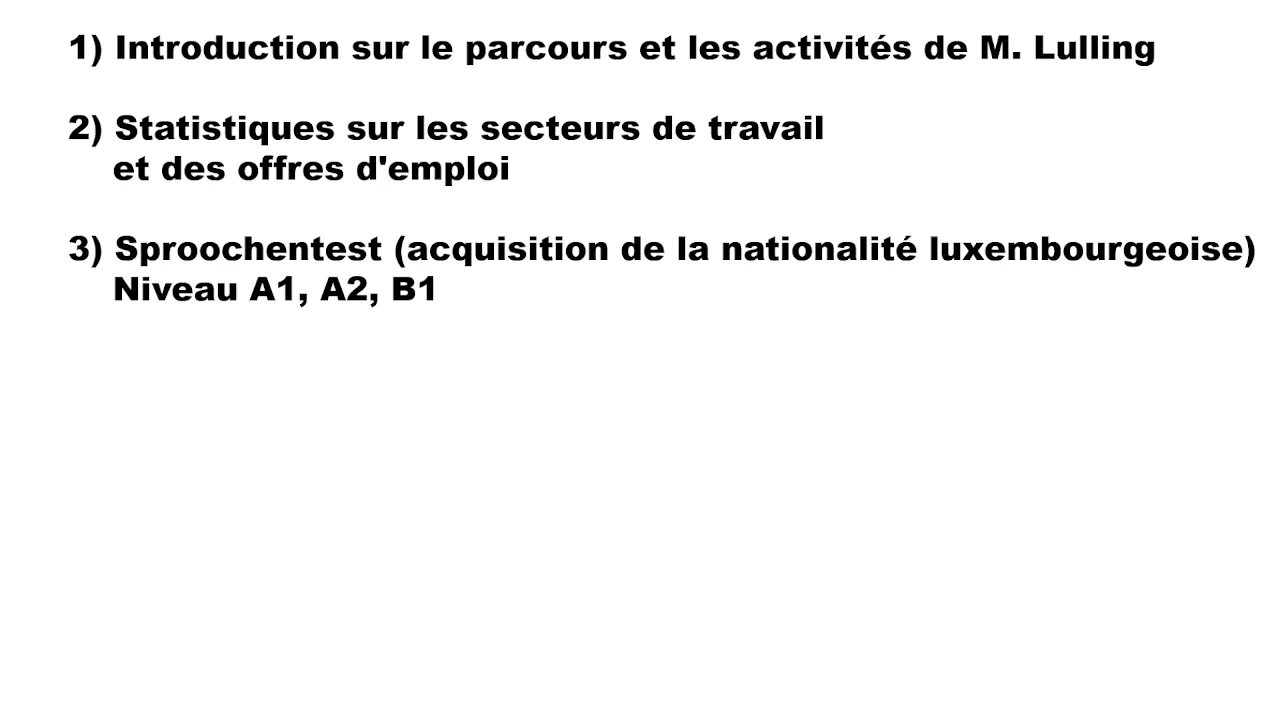 1) Introduction sur le parcours et les activités de M. Lulling
2) Statistiques sur les secteurs de travail
et des offres d'emploi
3) Sproochentest (acquisition de la nationalité luxembourgeoise)
Niveau A1, A2, B1